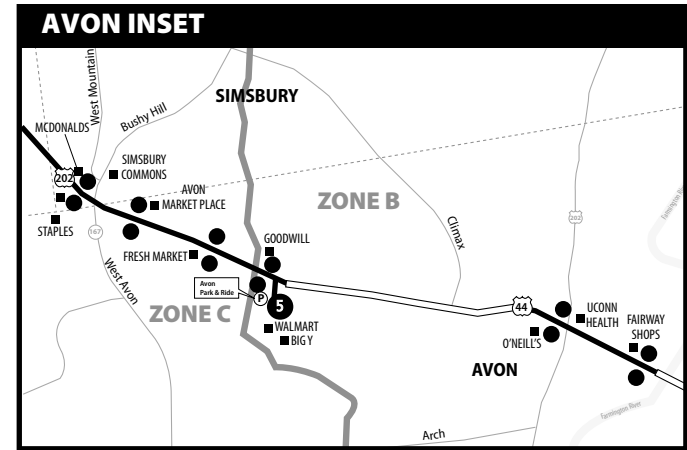 AVON INSET
West Mountain
SIMSBURY
Bushy Hill
MCDONALDS
SIMSBURY
COMMONS
202
AVON
MARKET PLACE
ZONE B
202
Farmington River
STAPLES
167
Climax
GOODWILL
FRESH MARKET
West Avon
Avon
Park & Ride
P
5
ZONE C
44
UCONN
HEALTH
FAIRWAY
SHOPS
WALMART
BIG Y
O'NEILL'S
AVON
Farmington River
Arch